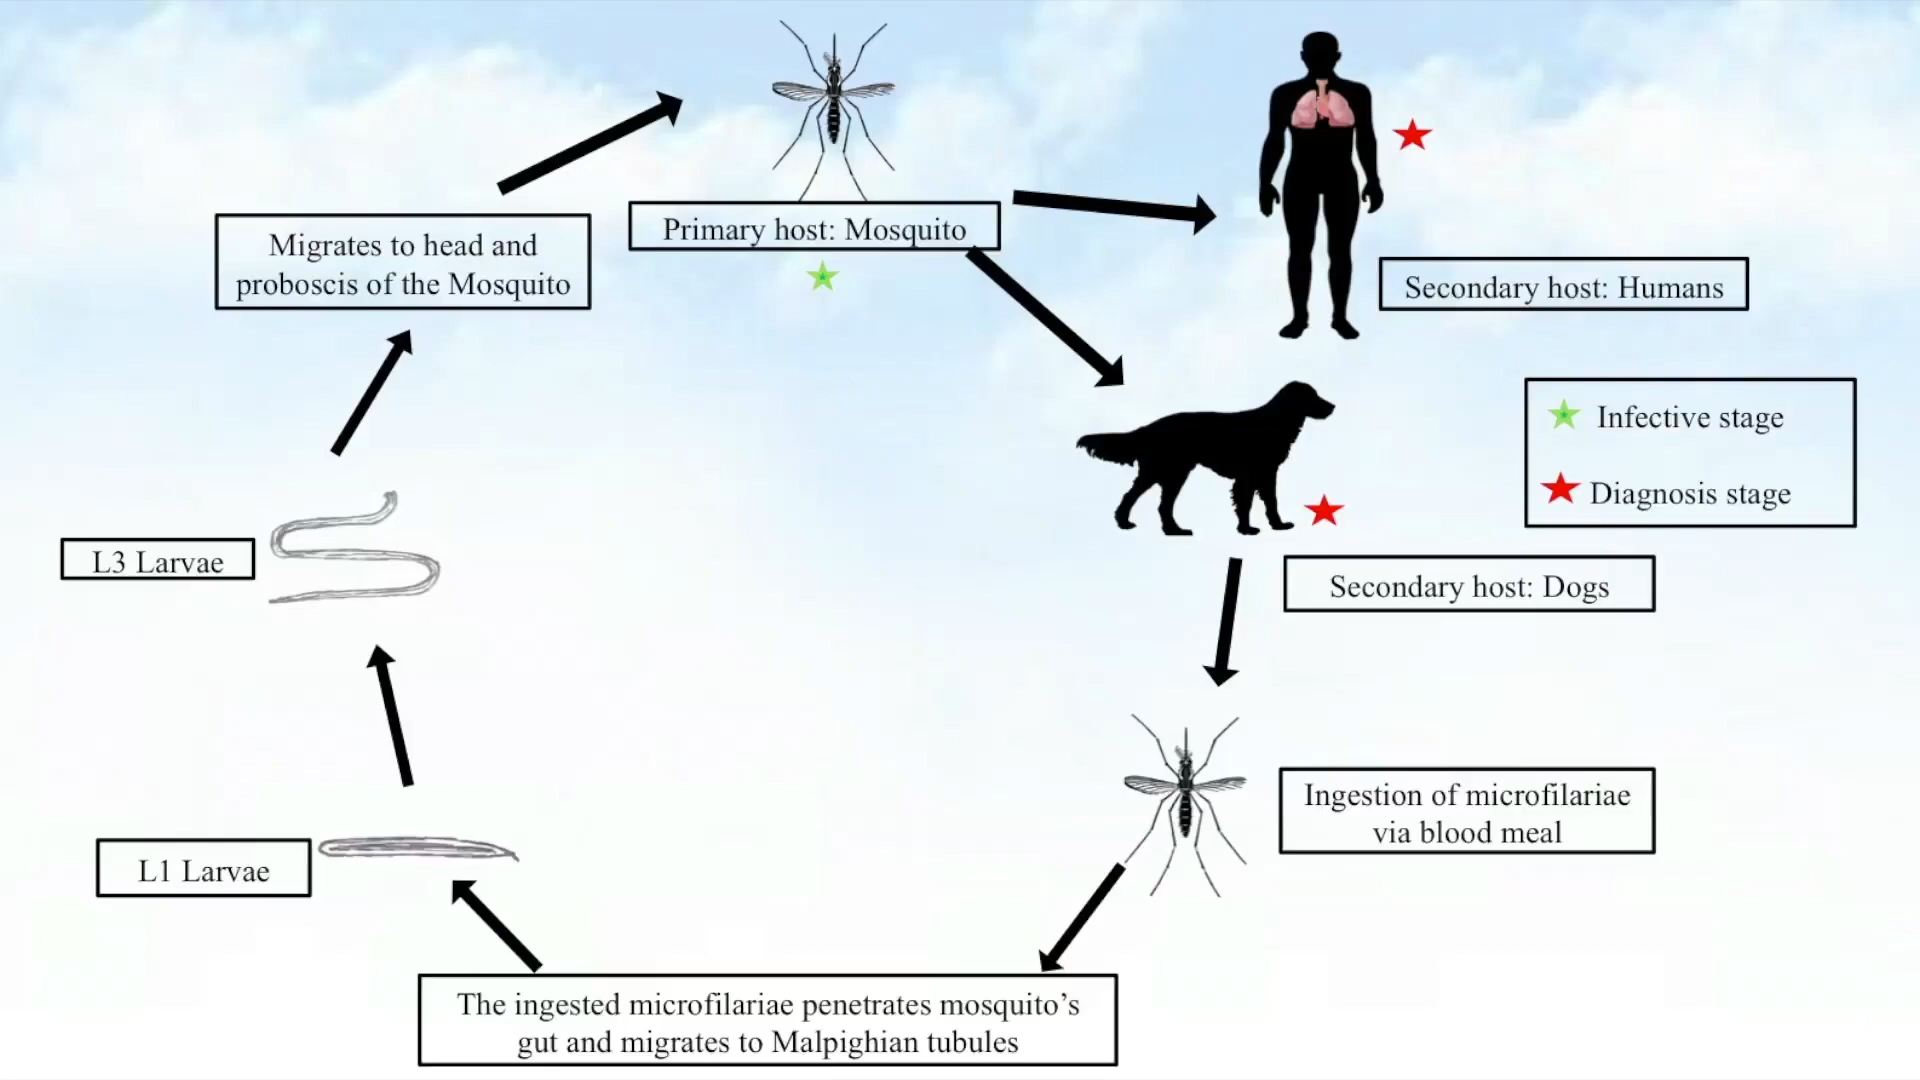 Migrates to head and
proboscis of the Mosquito
Primary host: Mosquito
Secondary host: Humans
Infective stage
Diagnosis stage
L3 Larvae
Secondary host: Dogs
Ingestion of microfilariae
via blood meal
L1 Larvae
The ingested microfilariae penetrates mosquito’s
gut and migrates to Malpighian tubules